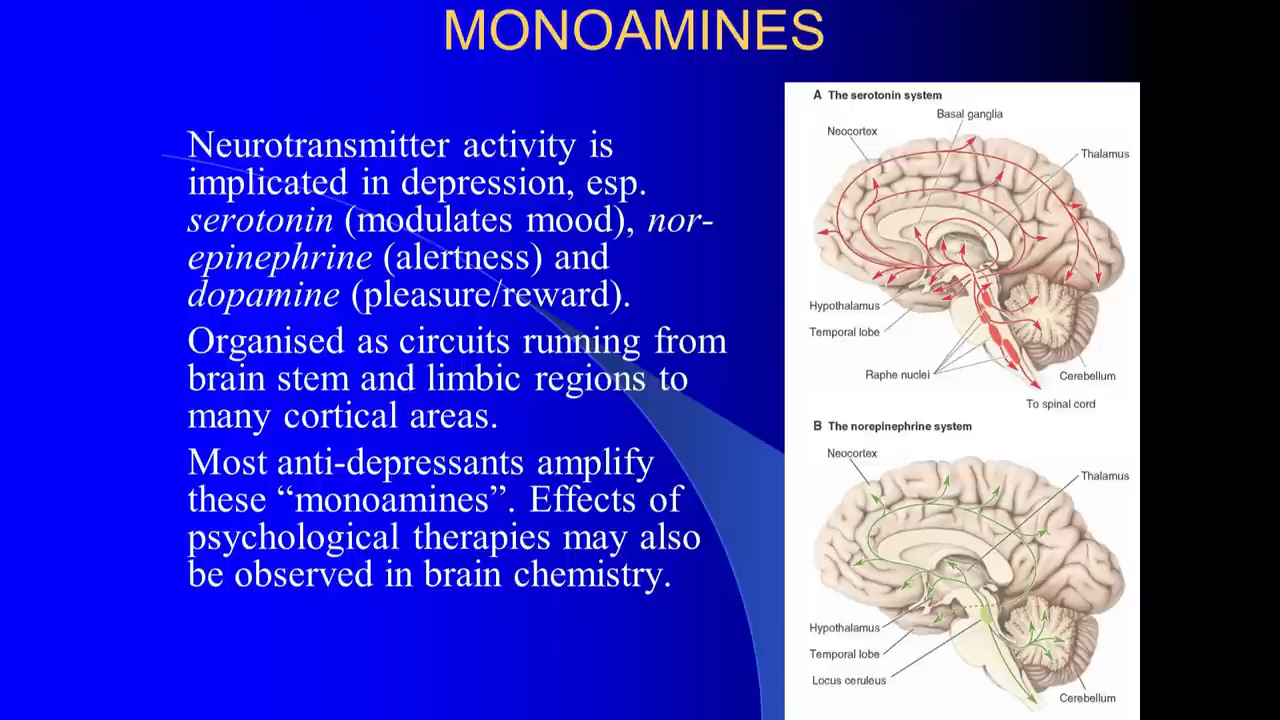 MONOAMINES
Neurotransmitter activity is
implicated in depression, esp.
serotonin (modulates mood), nor-
epinephrine (alertness) and
dopamine (pleasure/reward).
Organised as circuits running from
brain stem and limbic regions to
many cortical areas.
Most anti-depressants amplify
these “monoamines”. Effects of
psychological therapies may also
be observed in brain chemistry.
A The serotonin system
Basal ganglia
Neocortex
Thalamus
Hypothalamus
Temporal lobe
Raphe nuclei
Cerebellum
To spinal cord
B The norepinephrine system
Neocortex
Thalamus
Hypothalamus
Temporal lobe
Locus ceruleus
Cerebellum